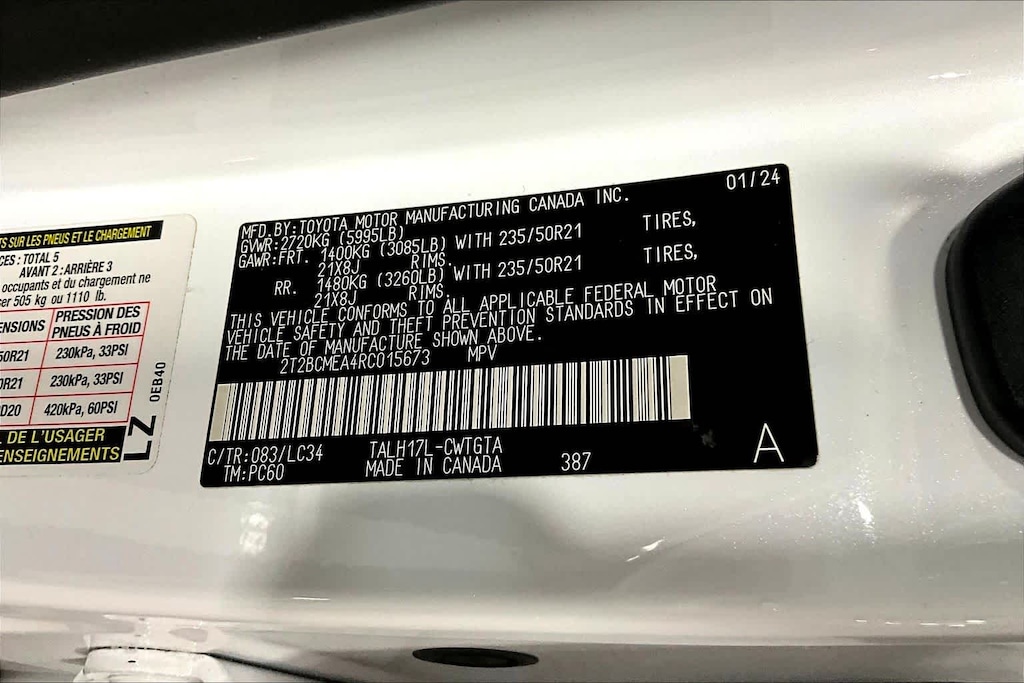 TS SUR LES PNEUS ET LE CHARGEMENT
CES : TOTAL 5
AVANT 2 : ARRIÈRE 3
occupants et du chargement ne
ser 505 kg ou 1110 lb.
ENSIONS PRESSION DES PNEUS À FROID
50R21 230kPa, 33PSI
0R21 230kPa, 33PSI
D20 420kPa, 60PSI
L DE L'USAGER
ENSEIGNEMENTS
LZ
0EB40
MFD.BY:TOYOTA MOTOR MANUFACTURING CANADA INC. 01/24
GVWR:2720KG (5995LB)
GAWR:FRT. 1400KG (3085LB) WITH 235/50R21 TIRES,
21X8J RIMS.
RR. 1480KG (3260LB) WITH 235/50R21 TIRES,
21X8J RIMS.
THIS VEHICLE CONFORMS TO ALL APPLICABLE FEDERAL MOTOR
VEHICLE SAFETY AND THEFT PREVENTION STANDARDS IN EFFECT ON
THE DATE OF MANUFACTURE SHOWN ABOVE.
2T2BCMEA4RC015673 MPV
C/TR:083/LC34 TALH17L-CWTGTA
TM:PC60 MADE IN CANADA 387
A